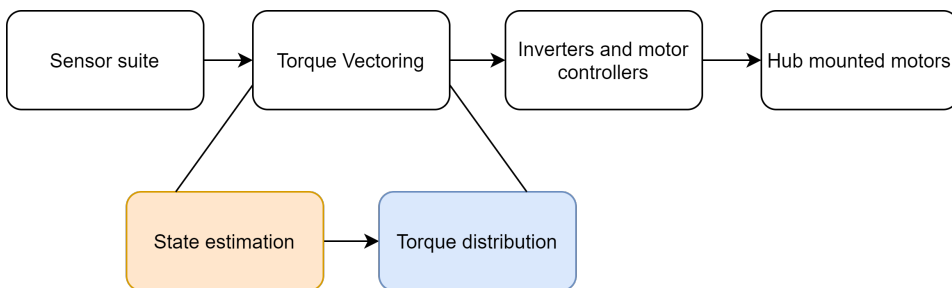 Sensor suite
Torque Vectoring
Inverters and motor
controllers
Hub mounted motors
State estimation
Torque distribution